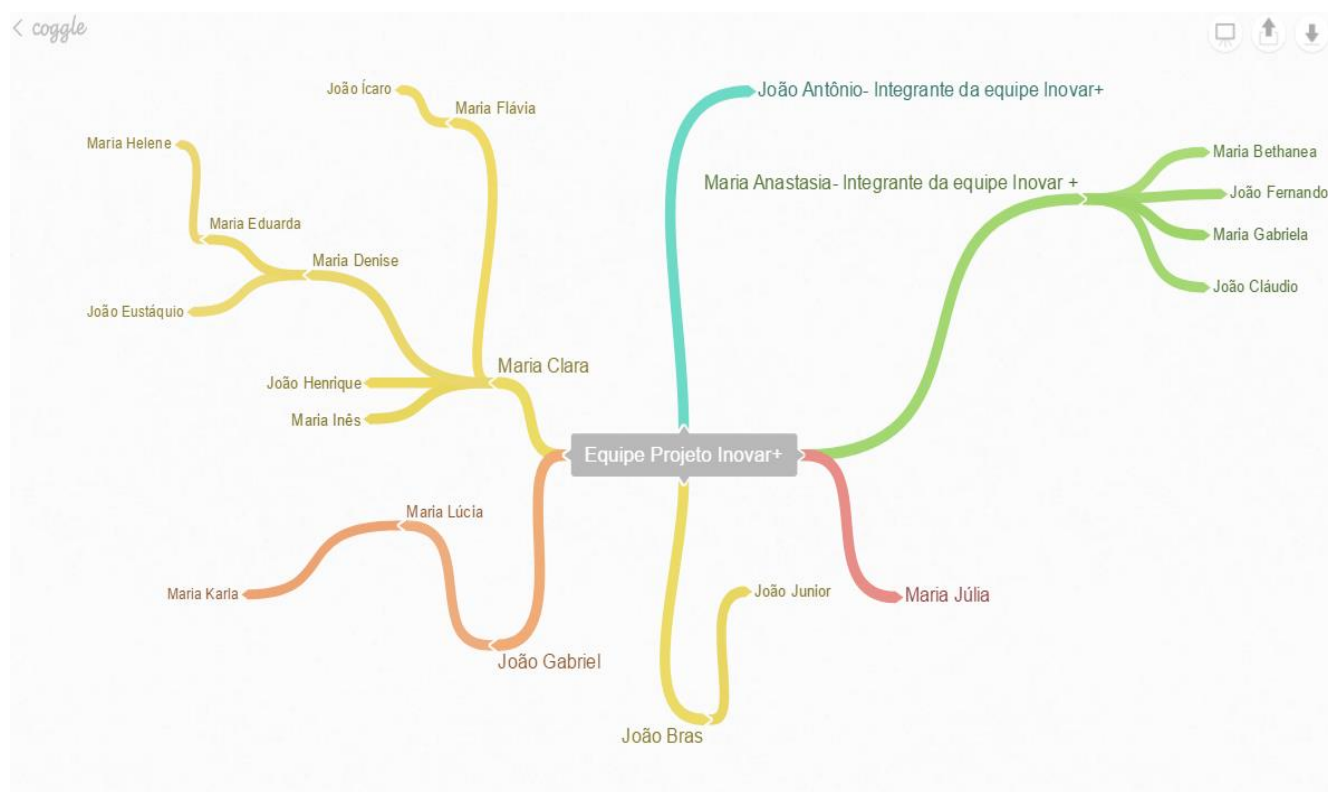 coggle
João Ícaro
Maria Flávia
Maria Helene
Maria Eduarda
Maria Denise
João Eustáquio
Maria Clara
João Henrique
Maria Inês
Equipe Projeto Inovar+
Maria Lúcia
Maria Karla
João Gabriel
João Antônio- Integrante da equipe Inovar+
Maria Anastasia- Integrante da equipe Inovar +
Maria Bethanea
João Fernando
Maria Gabriela
João Cláudio
Maria Júlia
João Junior
João Bras